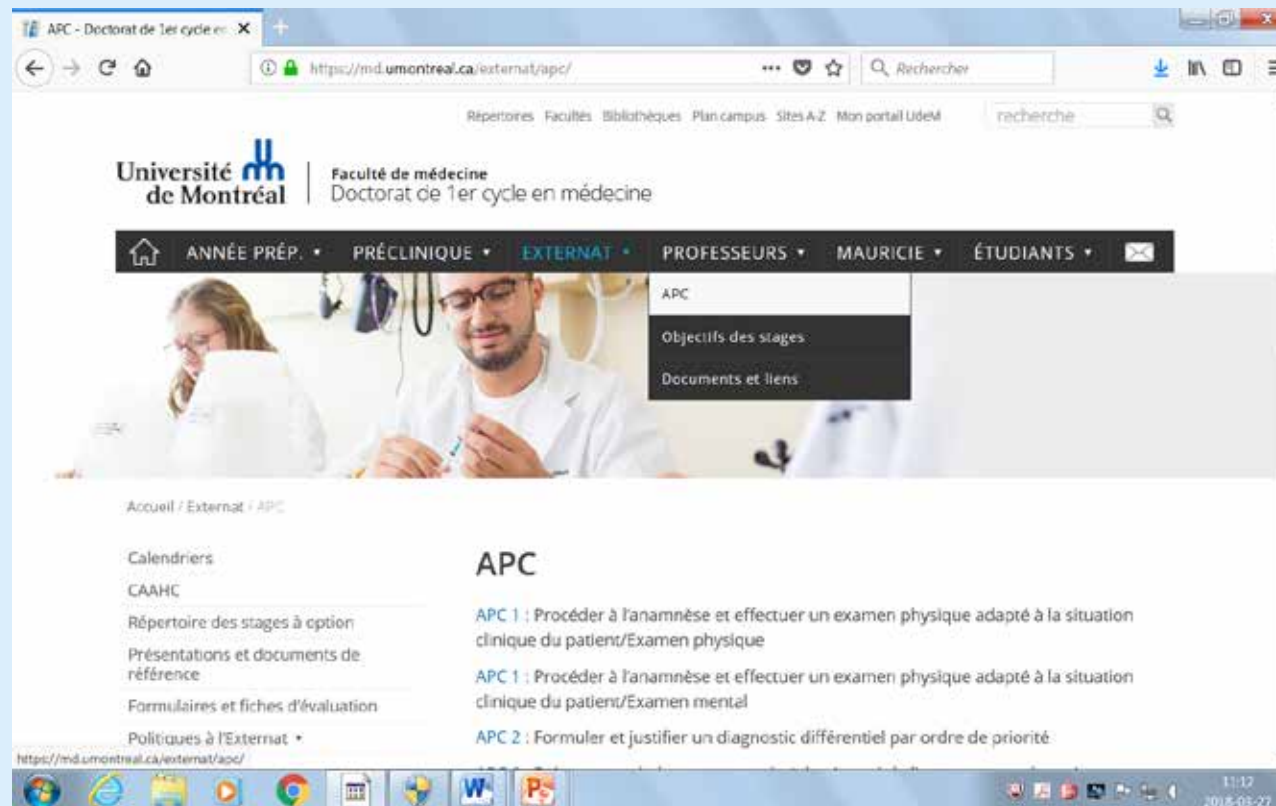 APC - Doctorat de 1er cycle en
https://md.umontreal.ca/externat/apc/
Rechercher
Répertoires Facultés Bibliothèques Plan campus Sites A-Z Mon portail UdeM
recherche
Université
de Montréal
Faculté de médecine
Doctorat de 1er cycle en médecine
ANNÉE PRÉP. PRÉCLINIQUE EXTERNAT PROFESSEURS MAURICIE ÉTUDIANTS
APC
Objectifs des stages
Documents et liens
Accueil / Externat / APC
Calendriers
CAAHC
Répertoire des stages à option
Présentations et documents de
référence
Formulaires et fiches d'évaluation
Politiques à l'Externat
APC
APC 1 : Procéder à l'anamnèse et effectuer un examen physique adapté à la situation
clinique du patient/Examen physique
APC 1 : Procéder à l'anamnèse et effectuer un examen physique adapté à la situation
clinique du patient/Examen mental
APC 2 : Formuler et justifier un diagnostic différentiel par ordre de priorité
https://md.umontreal.ca/externat/apc/
11:12